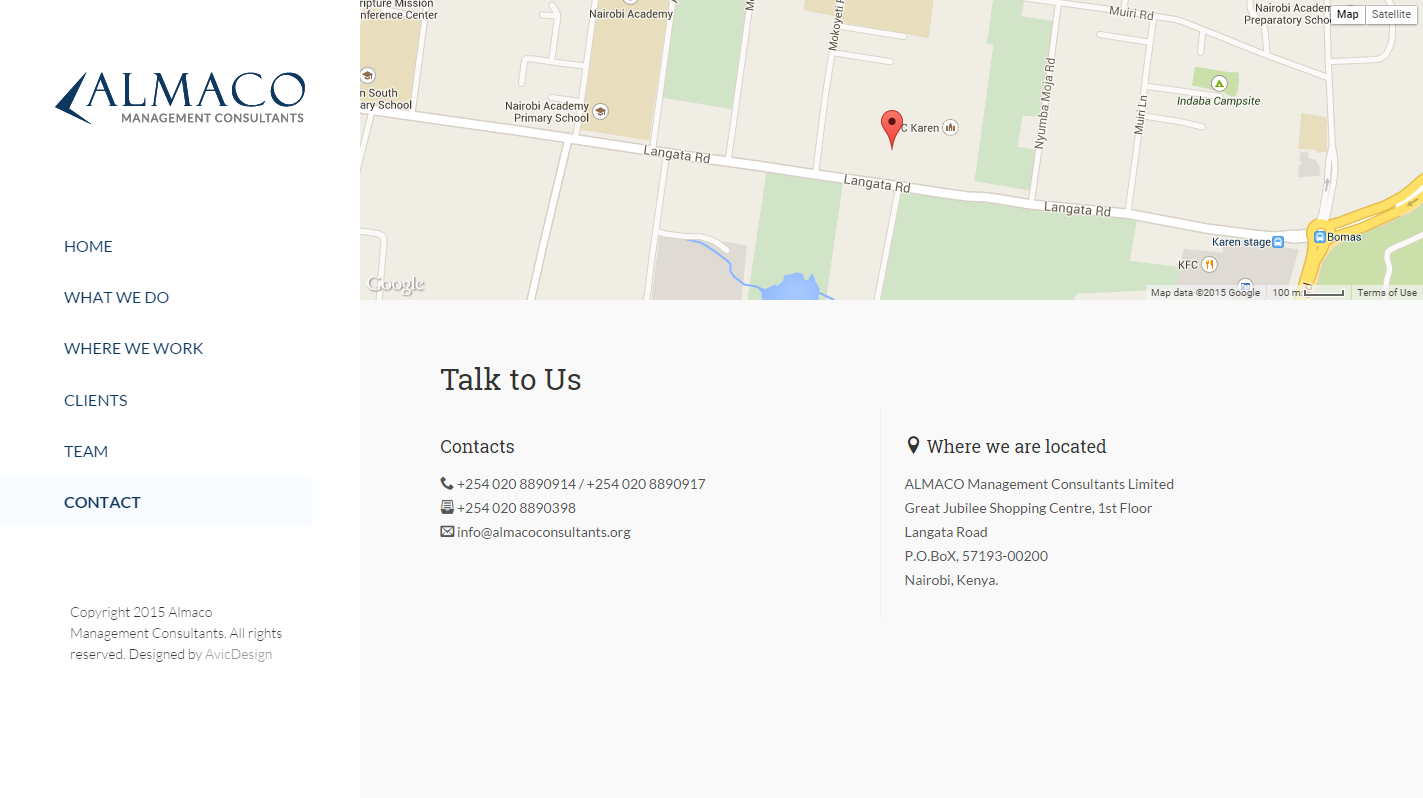 ALMACO
MANAGEMENT CONSULTANTS
HOME
WHAT WE DO
WHERE WE WORK
CLIENTS
TEAM
CONTACT
Copyright 2015 Almaco
Management Consultants. All rights
reserved. Designed by AvicDesign
Nairobi Academy
Muiri Rd
Nairobi
Preparatory
Map
Satellite
ference Center
Mission
South
ary School
Nairobi Academy
Primary School
Nyumba Moja Rd
Muiri Ln
Indaba Campsite
C Karen
Langata Rd
Langata Rd
Langata Rd
Karen stage
Bomas
KFC
Google
Map data ©2015 Google
100 m
Terms of Use
Talk to Us
Contacts
+254 020 8890914 / +254 020 8890917
+254 020 8890398
info@almacoconsultants.org
Where we are located
ALMACO Management Consultants Limited
Great Jubilee Shopping Centre, 1st Floor
Langata Road
P.O.BoX, 57193-00200
Nairobi, Kenya.